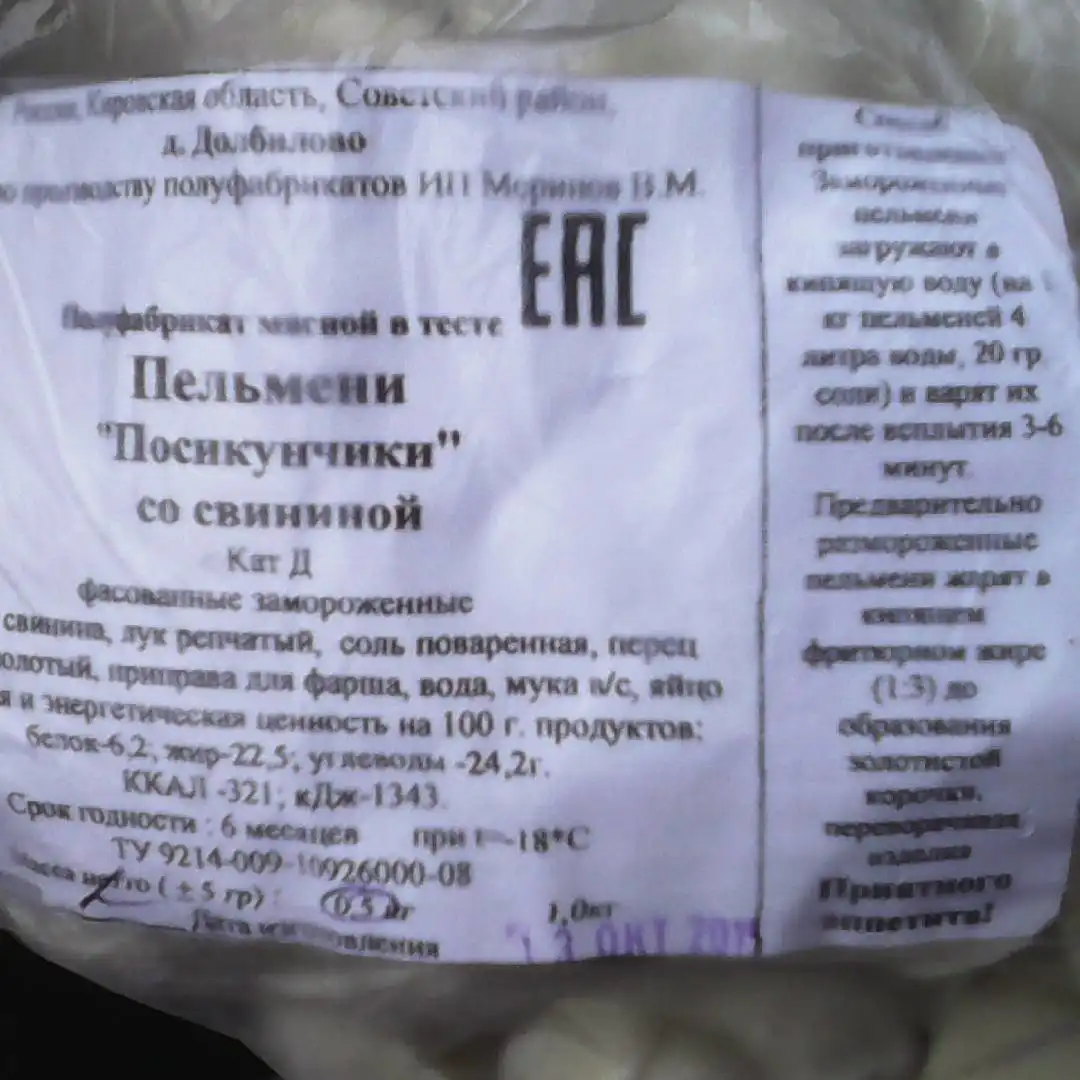 Кировская область, Советский район,
д. Долбилово
производству полуфабрикатов ИП Моринов В.М.
ЕАС
Полуфабрикат мясной в тесте
Пельмени
"Посикунчики"
со свининой
Кат Д
фасованные замороженные
свинина, лук репчатый, соль поваренная, перец
приправа для фарша, вода, мука в/с, яйцо
и энергетическая ценность на 100 г. продуктов:
белок-6,2; жир-22,5; углеводы -24,2г.
ККАЛ -321; кДж-1343.
Срок годности : 6 месяцев при t -18*С
ТУ 9214-009-10926000-08
нетто ( ± 5 гр) : 0,5 кг 1,0кг
Дата изготовления
ОКТ
Способ
приготовления
Замороженные
пельмени
загружают в
кипящую воду (на
кг пельменей 4
литра воды, 20 гр
соли) и варят их
после всплытия 3-6
минут.
Предварительно
размороженные
пельмени жарят в
кипящем
фритюрном жире
(1:3) до
образования
золотистой
корочки,
переворачивая
изделие
Приятного
аппетита!